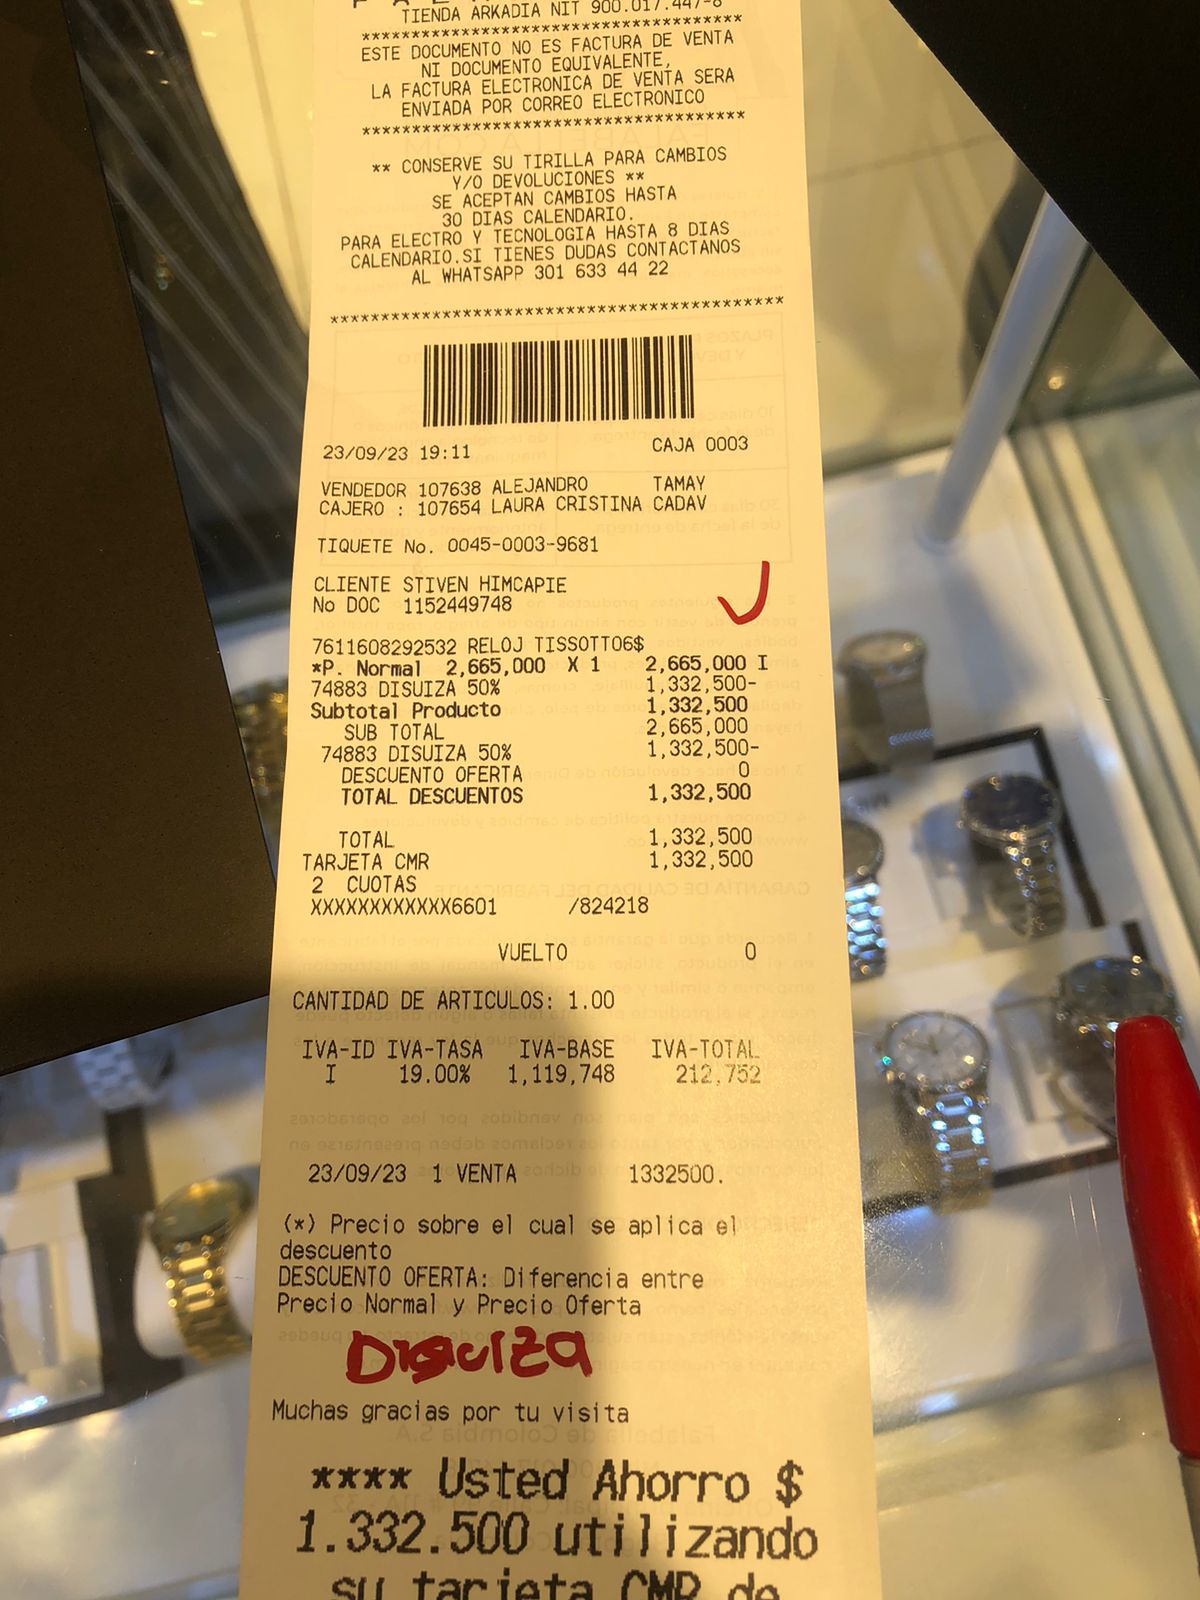 TIENDA ARKADIA NIT 900.017.447-8
****************************************
ESTE DOCUMENTO NO ES FACTURA DE VENTA
NI DOCUMENTO EQUIVALENTE,
LA FACTURA ELECTRONICA DE VENTA SERA
ENVIADA POR CORREO ELECTRONICO
****************************************
** CONSERVE SU TIRILLA PARA CAMBIOS
Y/O DEVOLUCIONES **
SE ACEPTAN CAMBIOS HASTA
30 DIAS CALENDARIO.
PARA ELECTRO Y TECNOLOGIA HASTA 8 DIAS
CALENDARIO.SI TIENES DUDAS CONTACTANOS
AL WHATSAPP 301 633 44 22
****************************************
23/09/23 19:11 CAJA 0003
VENDEDOR 107638 ALEJANDRO TAMAY
CAJERO : 107654 LAURA CRISTINA CADAV
TIQUETE No. 0045-0003-9681
CLIENTE STIVEN HIMCAPIE
No DOC 1152449748
7611608292532 RELOJ TISSOTT06$
*P. Normal 2,665,000 X 1 2,665,000 I
74883 DISUIZA 50% 1,332,500-
Subtotal Producto 1,332,500
SUB TOTAL 2,665,000
74883 DISUIZA 50% 1,332,500-
DESCUENTO OFERTA 0
TOTAL DESCUENTOS 1,332,500
TOTAL 1,332,500
TARJETA CMR 1,332,500
2 CUOTAS
XXXXXXXXXXXX6601 /824218
VUELTO 0
CANTIDAD DE ARTICULOS: 1.00
IVA-ID IVA-TASA IVA-BASE IVA-TOTAL
I 19.00% 1,119,748 212,752
23/09/23 1 VENTA 1332500.
(*) Precio sobre el cual se aplica el
descuento
DESCUENTO OFERTA: Diferencia entre
Precio Normal y Precio Oferta
Disuiza
Muchas gracias por tu visita
**** Usted Ahorro $
1.332.500 utilizando
su tarjeta CMR de